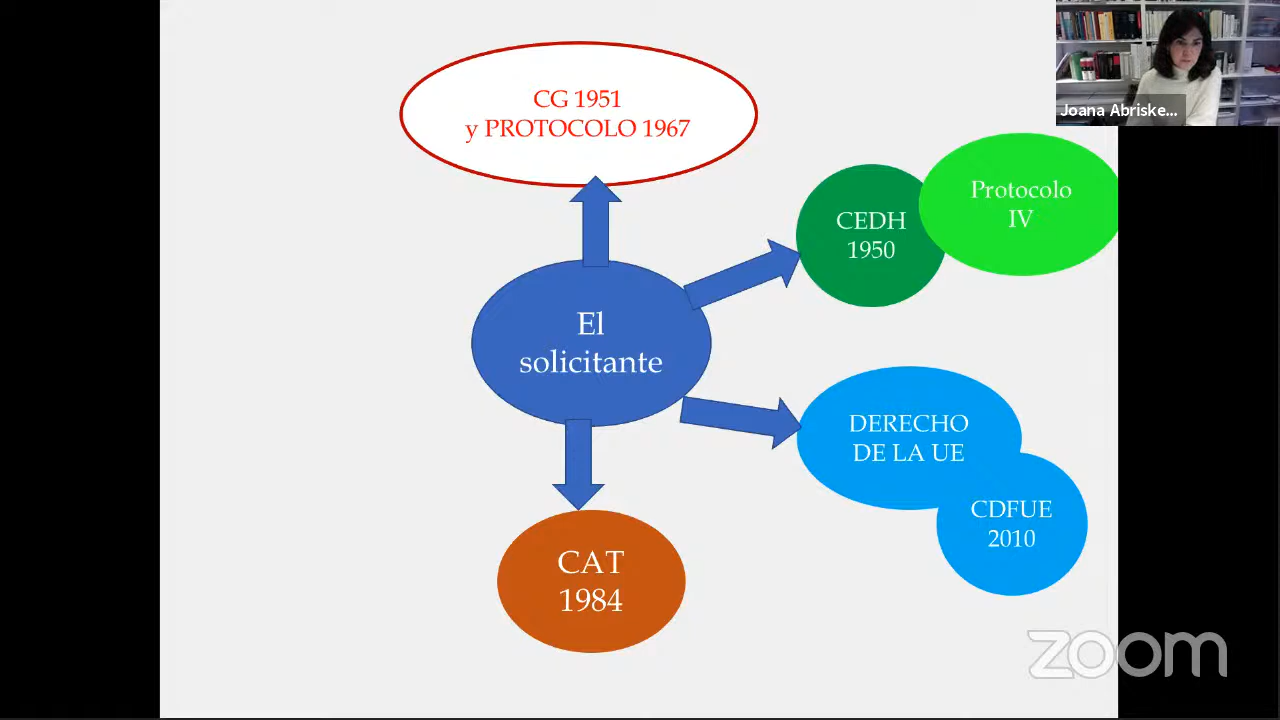 CG 1951
y PROTOCOLO 1967
Joana Abriske...
Protocolo
IV
CEDH
1950
El
solicitante
DERECHO
DE LA UE
CDFUE
2010
CAT
1984
zoom